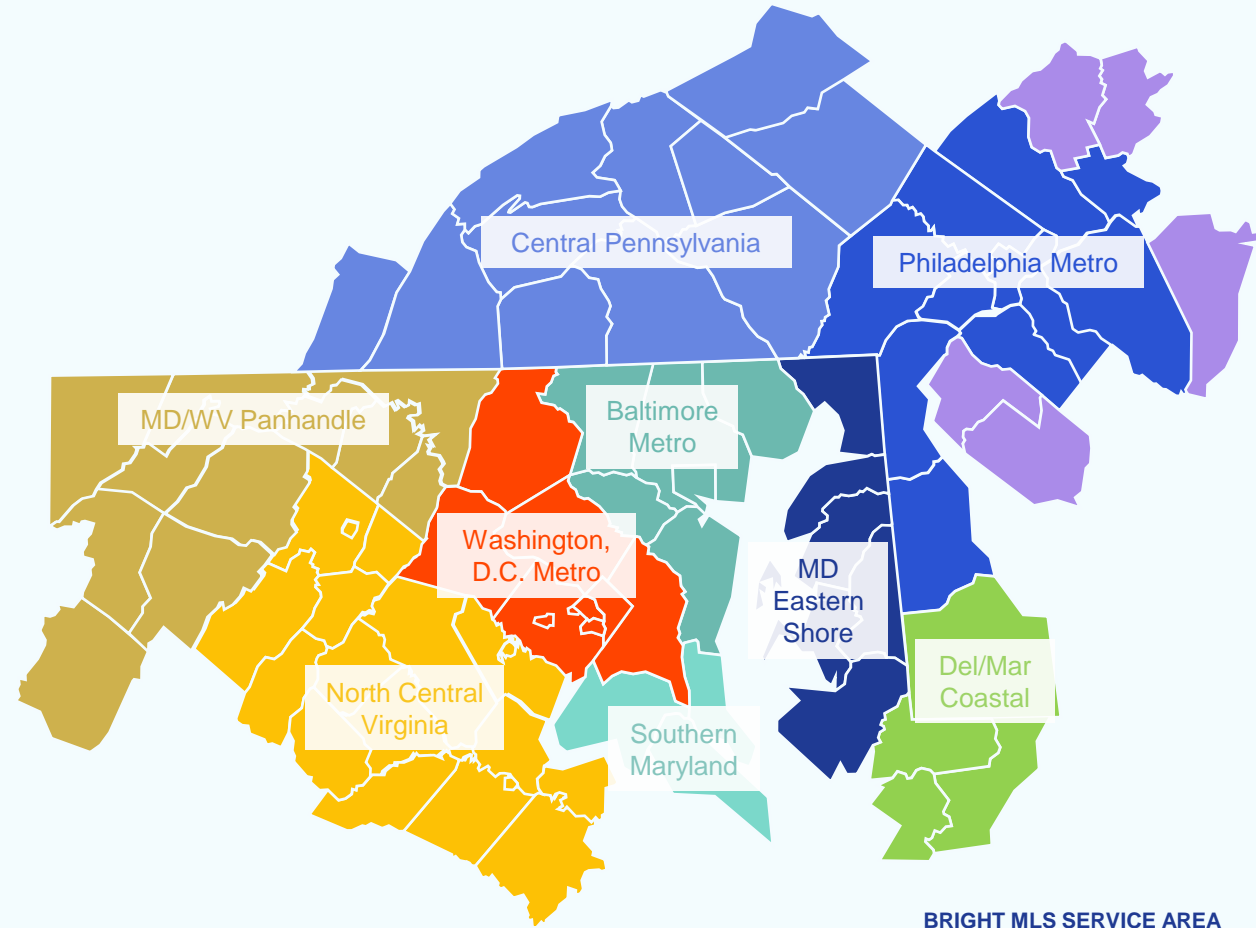 Central Pennsylvania
Philadelphia Metro
MD/WV Panhandle
Baltimore
Metro
Washington,
D.C. Metro
MD
Eastern
Shore
North Central
Virginia
Del/Mar
Coastal
Southern
Maryland
BRIGHT MLS SERVICE AREA